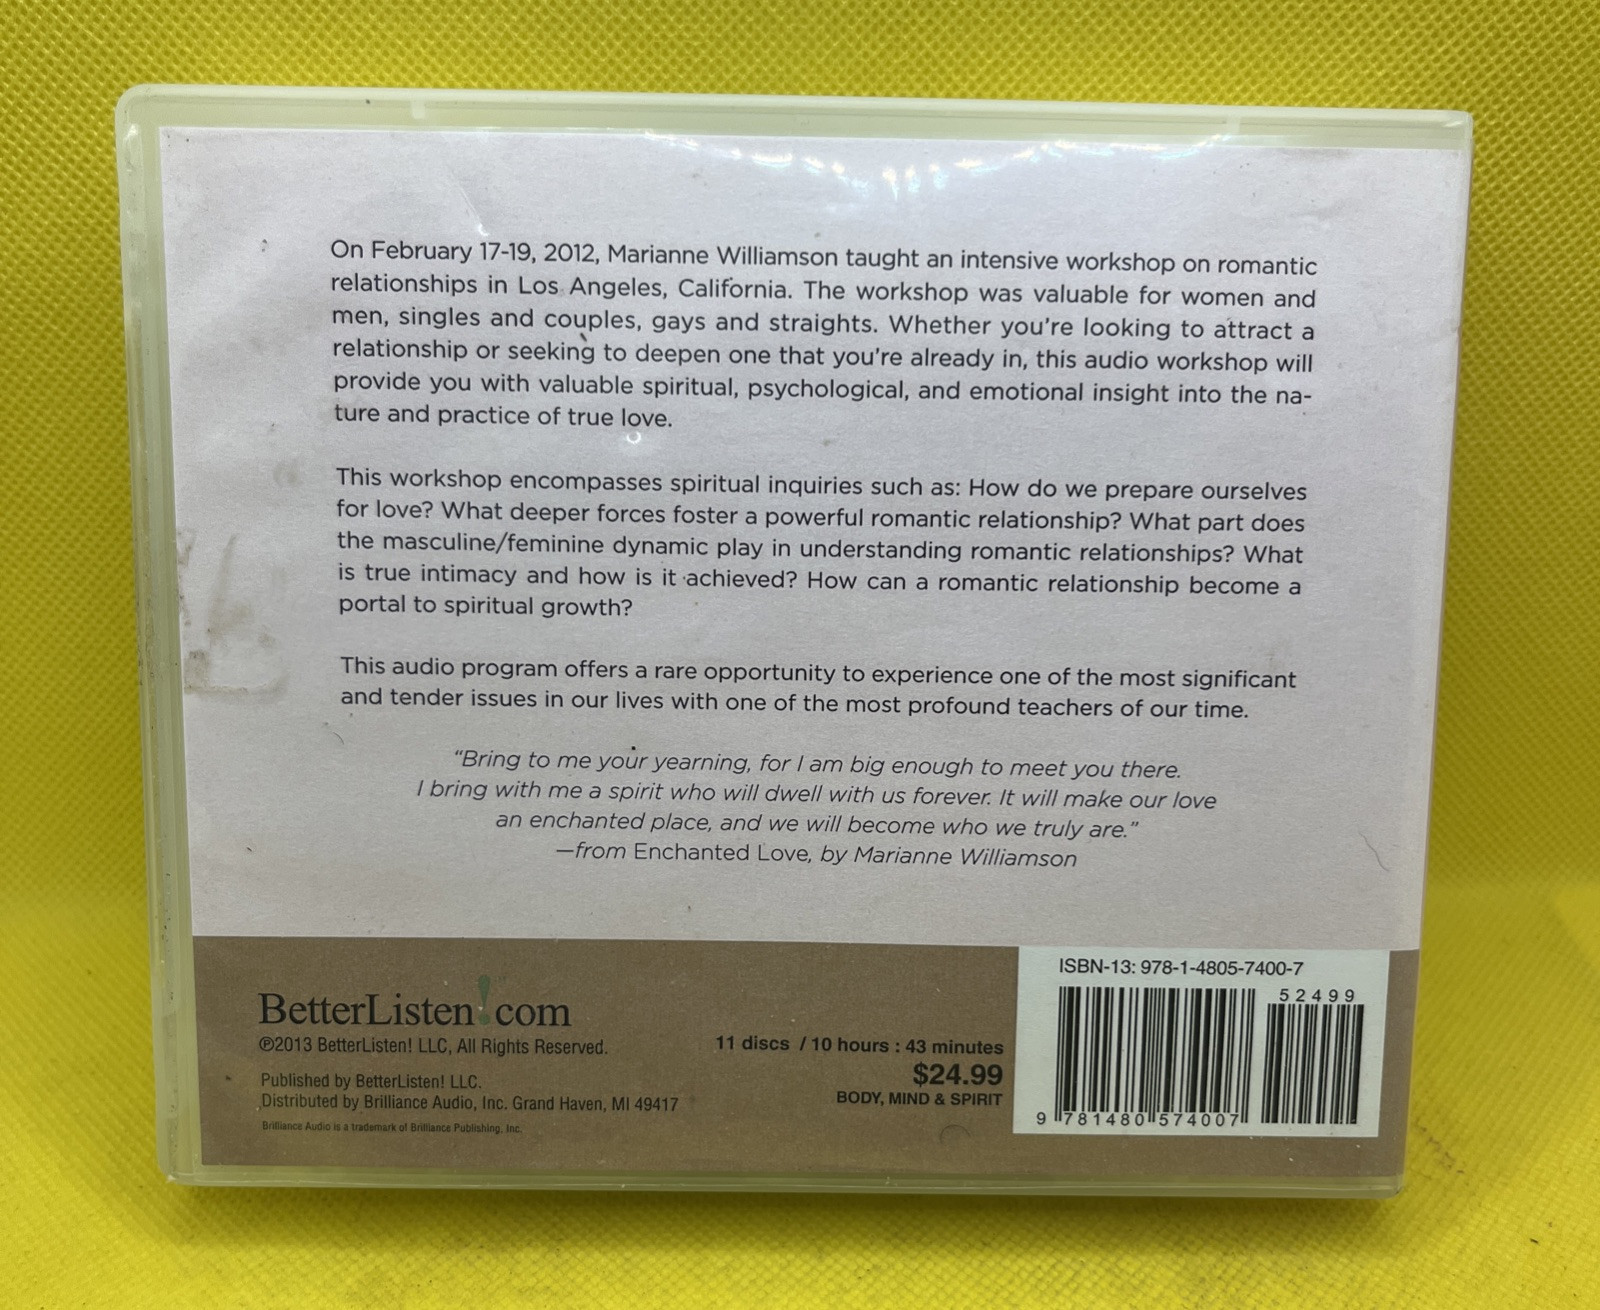 On February 17-19, 2012, Marianne Williamson taught an intensive workshop on romantic
relationships in Los Angeles, California. The workshop was valuable for women and
men, singles and couples, gays and straights. Whether you're looking to attract a
relationship or seeking to deepen one that you're already in, this audio workshop will
provide you with valuable spiritual, psychological, and emotional insight into the na-
ture and practice of true love.
This workshop encompasses spiritual inquiries such as: How do we prepare ourselves
for love? What deeper forces foster a powerful romantic relationship? What part does
the masculine/feminine dynamic play in understanding romantic relationships? What
is true intimacy and how is it achieved? How can a romantic relationship become a
portal to spiritual growth?
This audio program offers a rare opportunity to experience one of the most significant
and tender issues in our lives with one of the most profound teachers of our time.
“Bring to me your yearning, for I am big enough to meet you there.
I bring with me a spirit who will dwell with us forever. It will make our love
an enchanted place, and we will become who we truly are.”
—from Enchanted Love, by Marianne Williamson
BetterListen!com
℗2013 BetterListen! LLC, All Rights Reserved.
Published by BetterListen! LLC.
Distributed by Brilliance Audio, Inc. Grand Haven, MI 49417
Brilliance Audio is a trademark of Brilliance Publishing, Inc.
11 discs / 10 hours : 43 minutes
$24.99
BODY, MIND & SPIRIT
ISBN-13: 978-1-4805-7400-7
52499
9 781480 574007